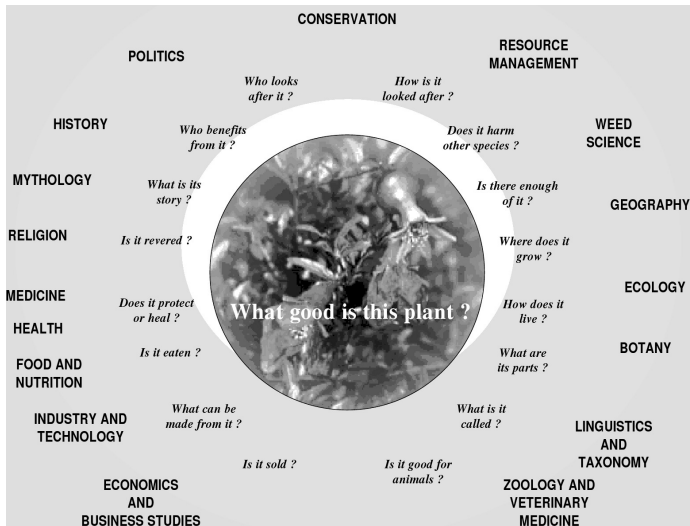 CONSERVATION
POLITICS
RESOURCE
MANAGEMENT
Who looks
after it ?
How is it
looked after ?
HISTORY
Who benefits
from it ?
Does it harm
other species ?
WEED
SCIENCE
MYTHOLOGY
What is its
story ?
Is there enough
of it ?
GEOGRAPHY
RELIGION
Is it revered ?
Where does it
grow ?
MEDICINE
HEALTH
Does it protect
or heal ?
What good is this plant ?
How does it
live ?
ECOLOGY
FOOD AND
NUTRITION
Is it eaten ?
What are
its parts ?
BOTANY
INDUSTRY AND
TECHNOLOGY
What can be
made from it ?
What is it
called ?
LINGUISTICS
AND
TAXONOMY
Is it sold ?
Is it good for
animals ?
ECONOMICS
AND
BUSINESS STUDIES
ZOOLOGY AND
VETERINARY
MEDICINE